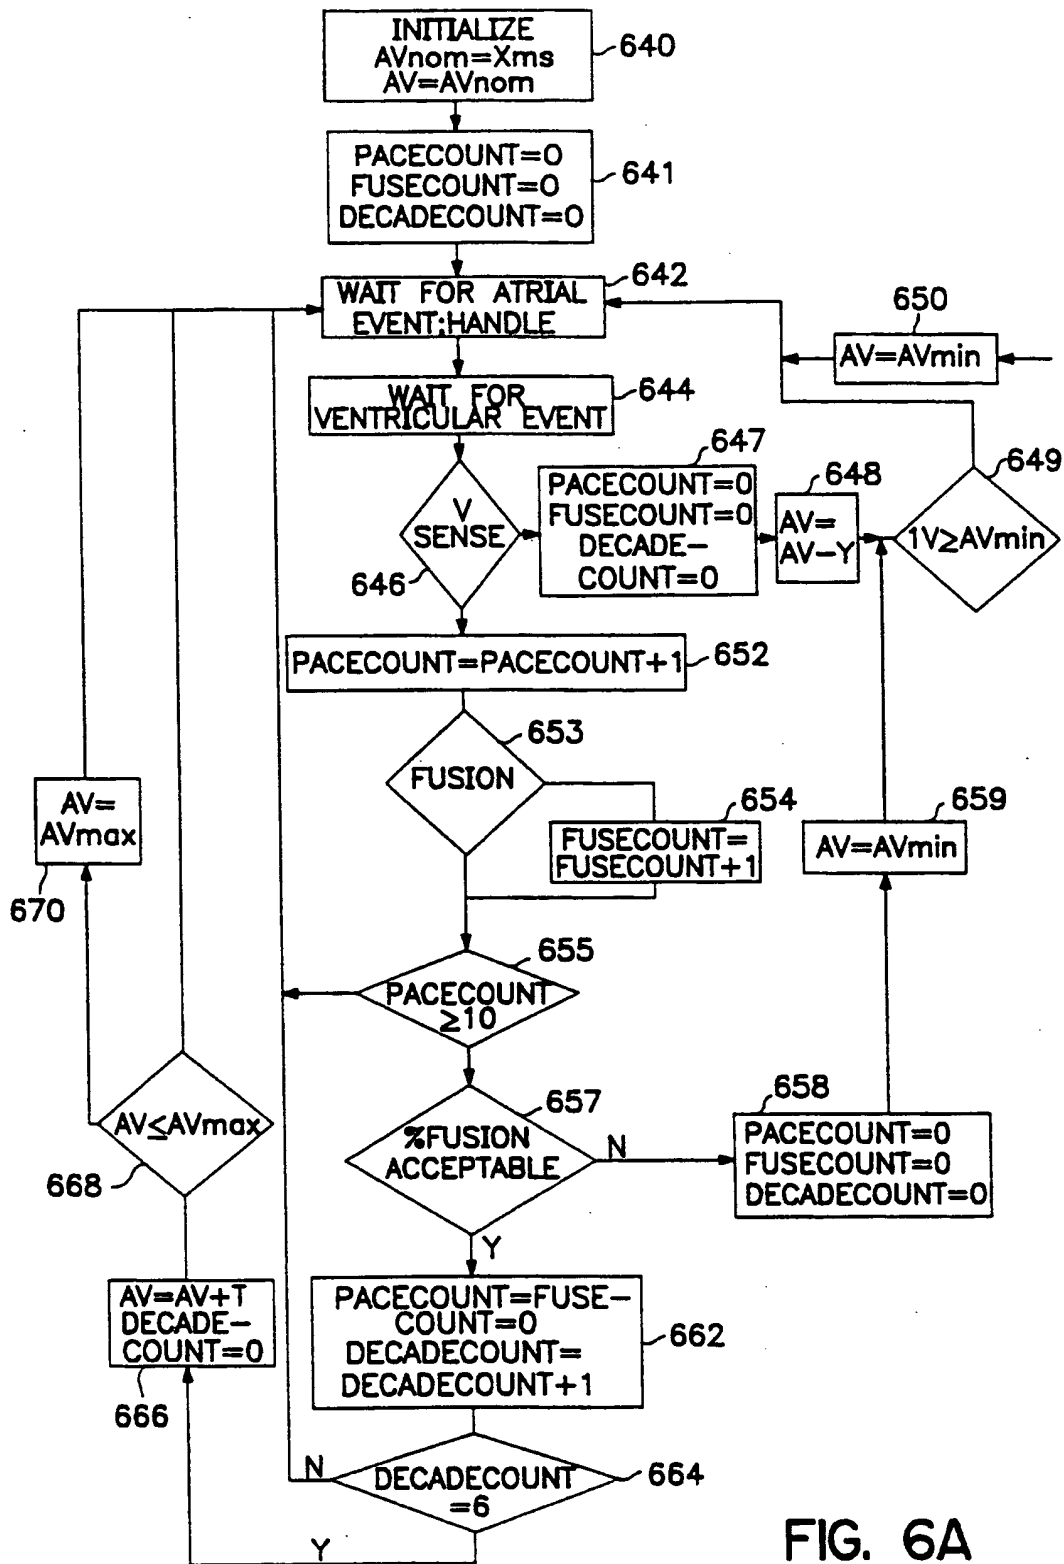 INITIALIZE
AVnom=Xms
AV=AVnom
640
PACECOUNT=0
FUSECOUNT=0
DECADECOUNT=0
641
WAIT FOR ATRIAL
EVENT:HANDLE
642
650
AV=AVmin
WAIT FOR
VENTRICULAR EVENT
644
V
SENSE
646
647
PACECOUNT=0
FUSECOUNT=0
DECADE-
COUNT=0
648
AV=
AV-Y
649
1V≥AVmin
PACECOUNT=PACECOUNT+1
652
FUSION
653
654
FUSECOUNT=
FUSECOUNT+1
659
AV=AVmin
AV=
AVmax
670
655
PACECOUNT
≥10
657
%FUSION
ACCEPTABLE
N
Y
658
PACECOUNT=0
FUSECOUNT=0
DECADECOUNT=0
AV≤AVmax
668
AV=AV+T
DECADE-
COUNT=0
666
PACECOUNT=FUSE-
COUNT=0
DECADECOUNT=
DECADECOUNT+1
662
N
DECADECOUNT
=6
664
Y
FIG. 6A